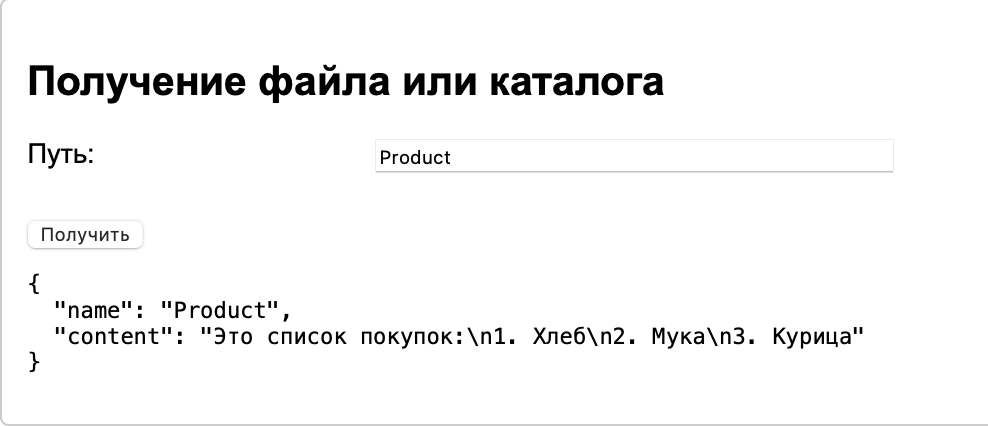 Получение файла или каталога
Путь: Product
Получить
{
"name": "Product",
"content": "Это список покупок:\n1. Хлеб\n2. Мука\n3. Курица"
}